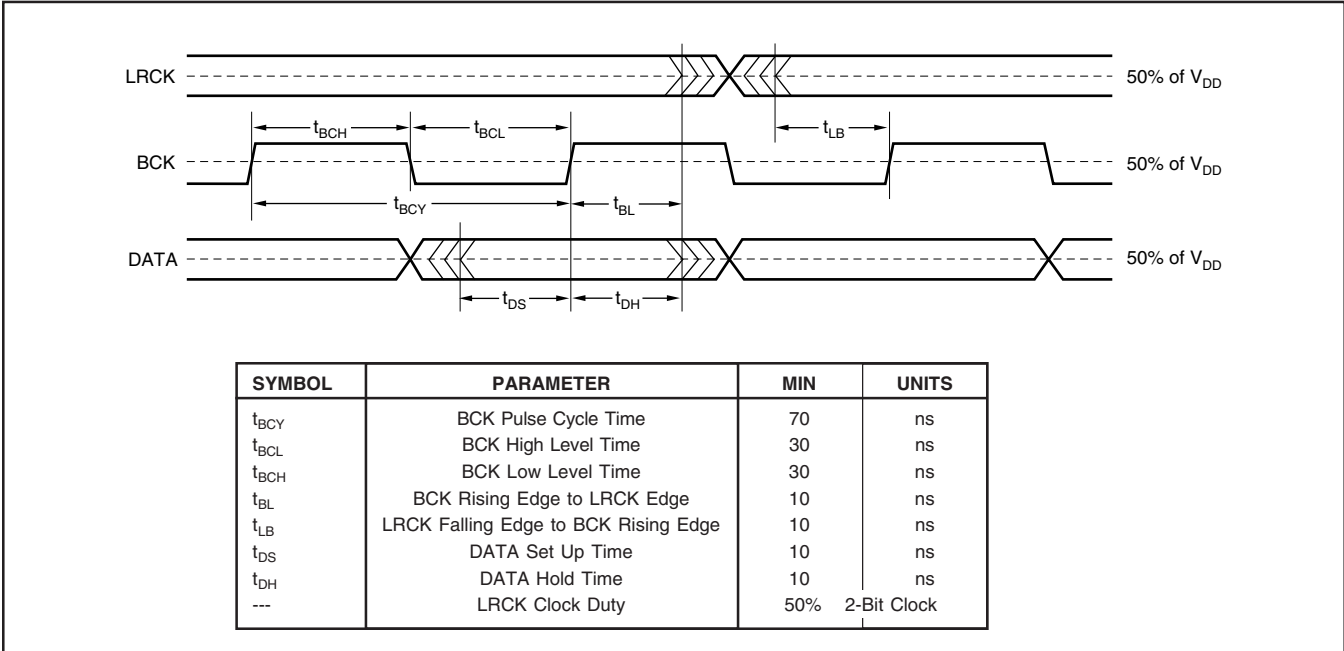 LRCK 50% of VDD
tBCH tBCL tLB
BCK 50% of VDD
tBCY tBL
DATA 50% of VDD
tDS tDH
SYMBOL PARAMETER MIN UNITS
tBCY BCK Pulse Cycle Time 70 ns
tBCL BCK High Level Time 30 ns
tBCH BCK Low Level Time 30 ns
tBL BCK Rising Edge to LRCK Edge 10 ns
tLB LRCK Falling Edge to BCK Rising Edge 10 ns
tDS DATA Set Up Time 10 ns
tDH DATA Hold Time 10 ns
--- LRCK Clock Duty 50% 2-Bit Clock